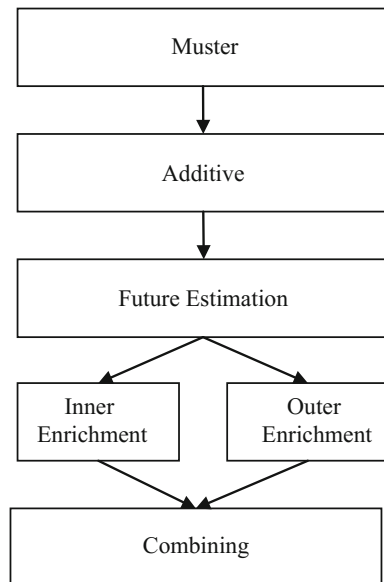 Muster
Additive
Future Estimation
Inner
Enrichment
Outer
Enrichment
Combining